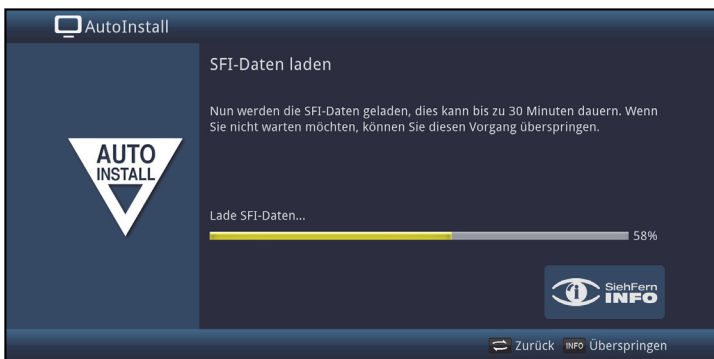 AutoInstall
SFI-Daten laden
Nun werden die SFI-Daten geladen, dies kann bis zu 30 Minuten dauern. Wenn
Sie nicht warten möchten, können Sie diesen Vorgang überspringen.
AUTO
INSTALL
Lade SFI-Daten...
58%
SiehFern
INFO
Zurück INFO Überspringen